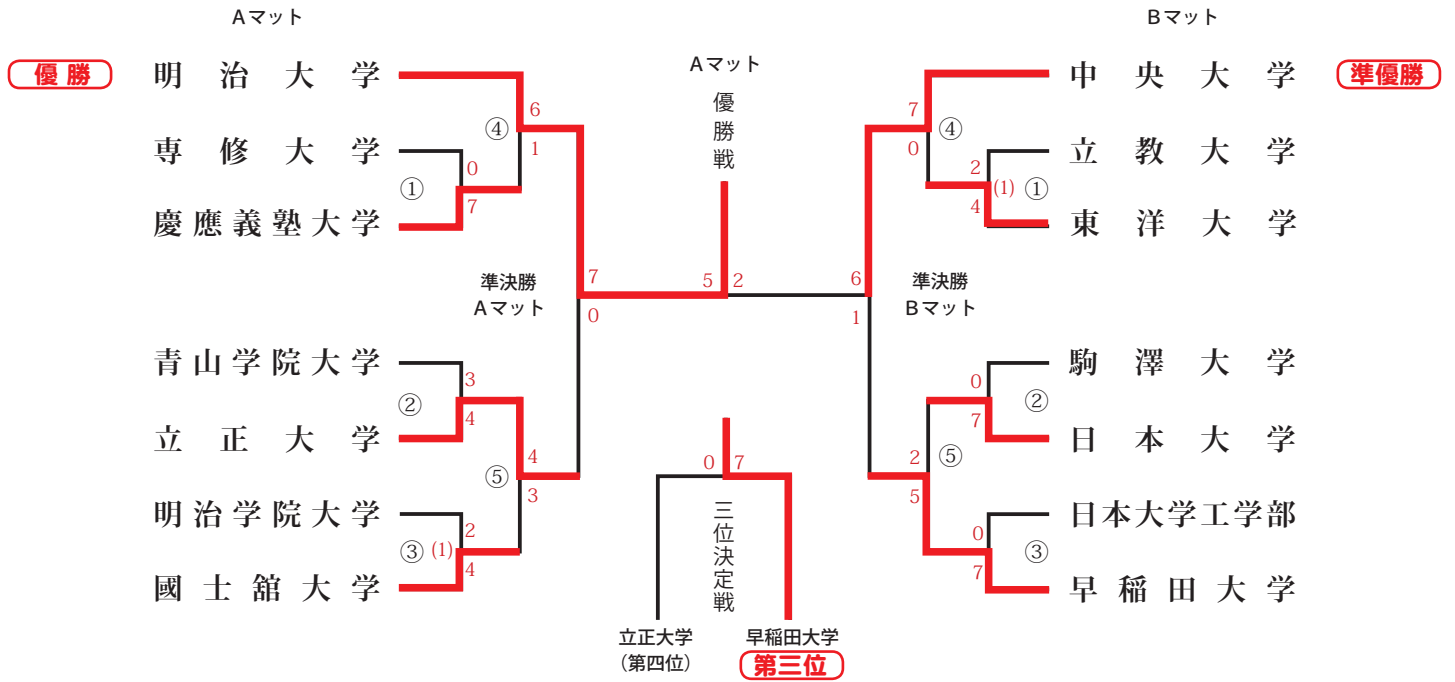 Aマット
優勝
明治大学
6
④
1
専修大学
0
①
7
慶應義塾大学
準決勝
Aマット
7
0
青山学院大学
3
②
4
立正大学
4
⑤
3
明治学院大学
2
③ (1)
4
國士舘大学
Aマット
優勝戦
5 2
0 7
三位決定戦
立正大学
(第四位)
早稲田大学
第三位
Bマット
中央大学
準優勝
7
④
0
立教大学
2
(1) ①
4
東洋大学
6
準決勝
Bマット
1
駒澤大学
0
②
7
日本大学
2
⑤
5
日本大学工学部
0
③
7
早稲田大学